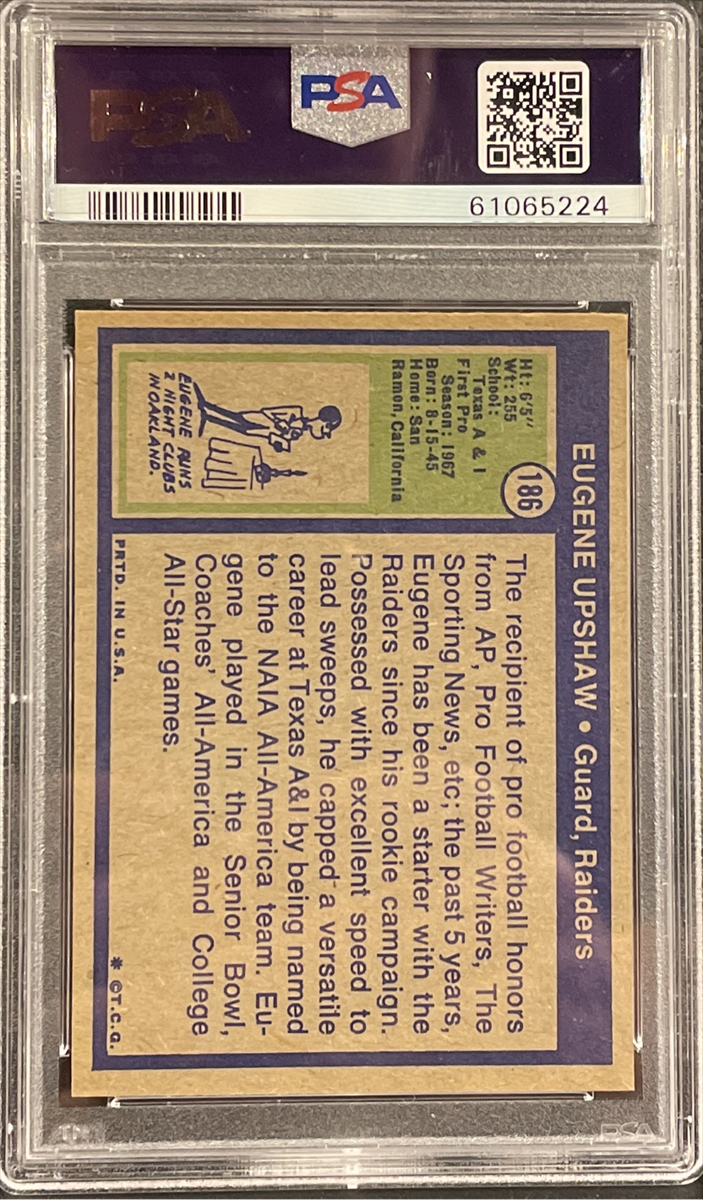 PSA
PSA
61065224
EUGENE UPSHAW • Guard, Raiders
186
Ht: 6'5"
Wt: 255
School:
Texas A & I
First Pro
Season: 1967
Born: 8-15-45
Home: San
Ramon, California
EUGENE RUNS
2 NIGHT CLUBS
IN OAKLAND.
The recipient of pro football honors
from AP, Pro Football Writers, The
Sporting News, etc; the past 5 years,
Eugene has been a starter with the
Raiders since his rookie campaign.
Possessed with excellent speed to
lead sweeps, he capped a versatile
career at Texas A&I by being named
to the NAIA All-America team. Eu-
gene played in the Senior Bowl,
Coaches' All-America and College
All-Star games.
PRTD. IN U.S.A.
* © T.C.G.
PSA